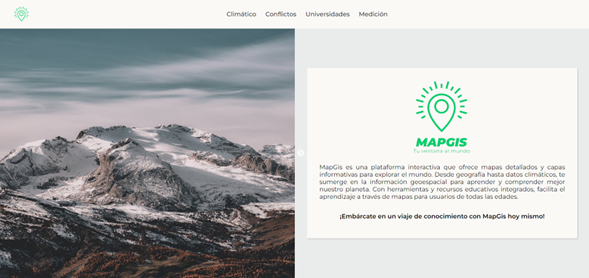 Climático Conflictos Universidades Medición
MAPGIS
Tu ventana al mundo
MapGis es una plataforma interactiva que ofrece mapas detallados y capas
informativas para explorar el mundo. Desde geografía hasta datos climáticos, te
sumerge en la información geoespacial para aprender y comprender mejor
nuestro planeta. Con herramientas y recursos educativos integrados, facilita el
aprendizaje a través de mapas para usuarios de todas las edades.
¡Embárcate en un viaje de conocimiento con MapGis hoy mismo!